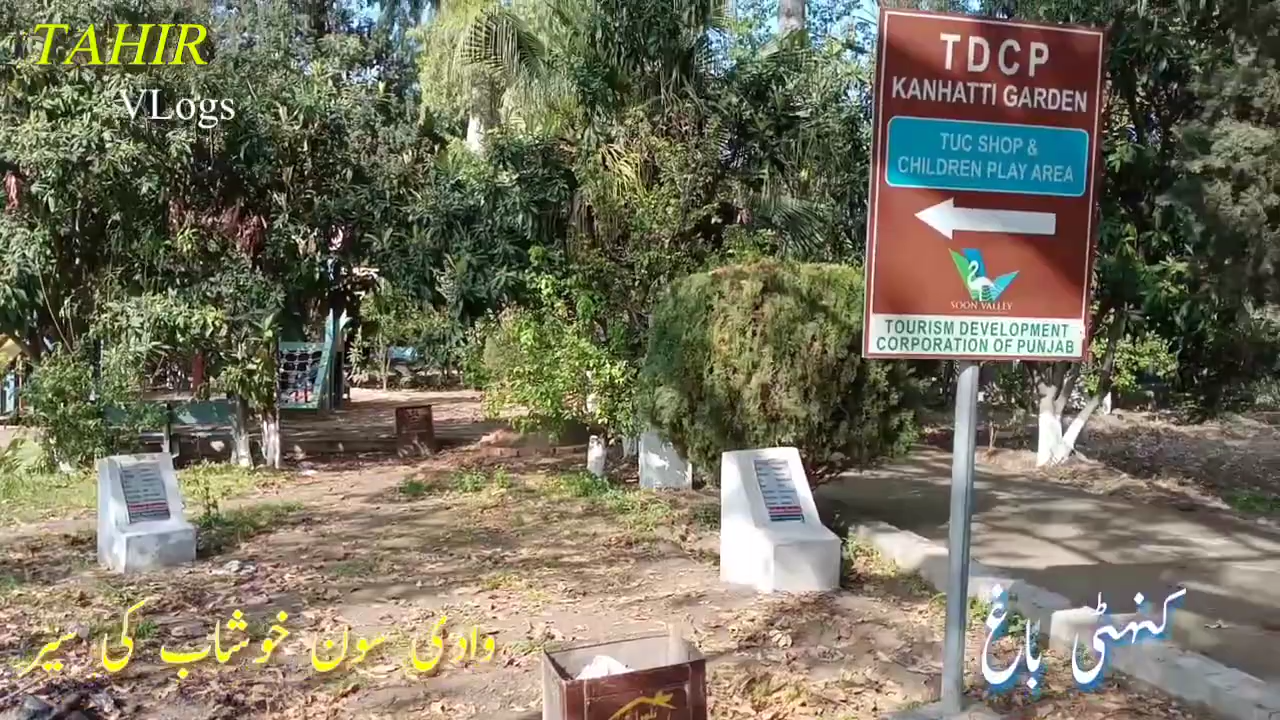 TAHIR
VLogs
TDCP
KANHATTI GARDEN
TUC SHOP &
CHILDREN PLAY AREA
SOON VALLEY
TOURISM DEVELOPMENT
CORPORATION OF PUNJAB
وادی سون خوشاب کی سیر
کنہٹی باغ